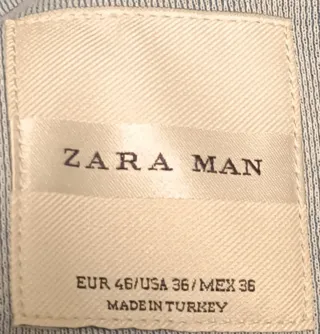 ZARA MAN
EUR 46/USA 36/MEX 36
MADE IN TURKEY